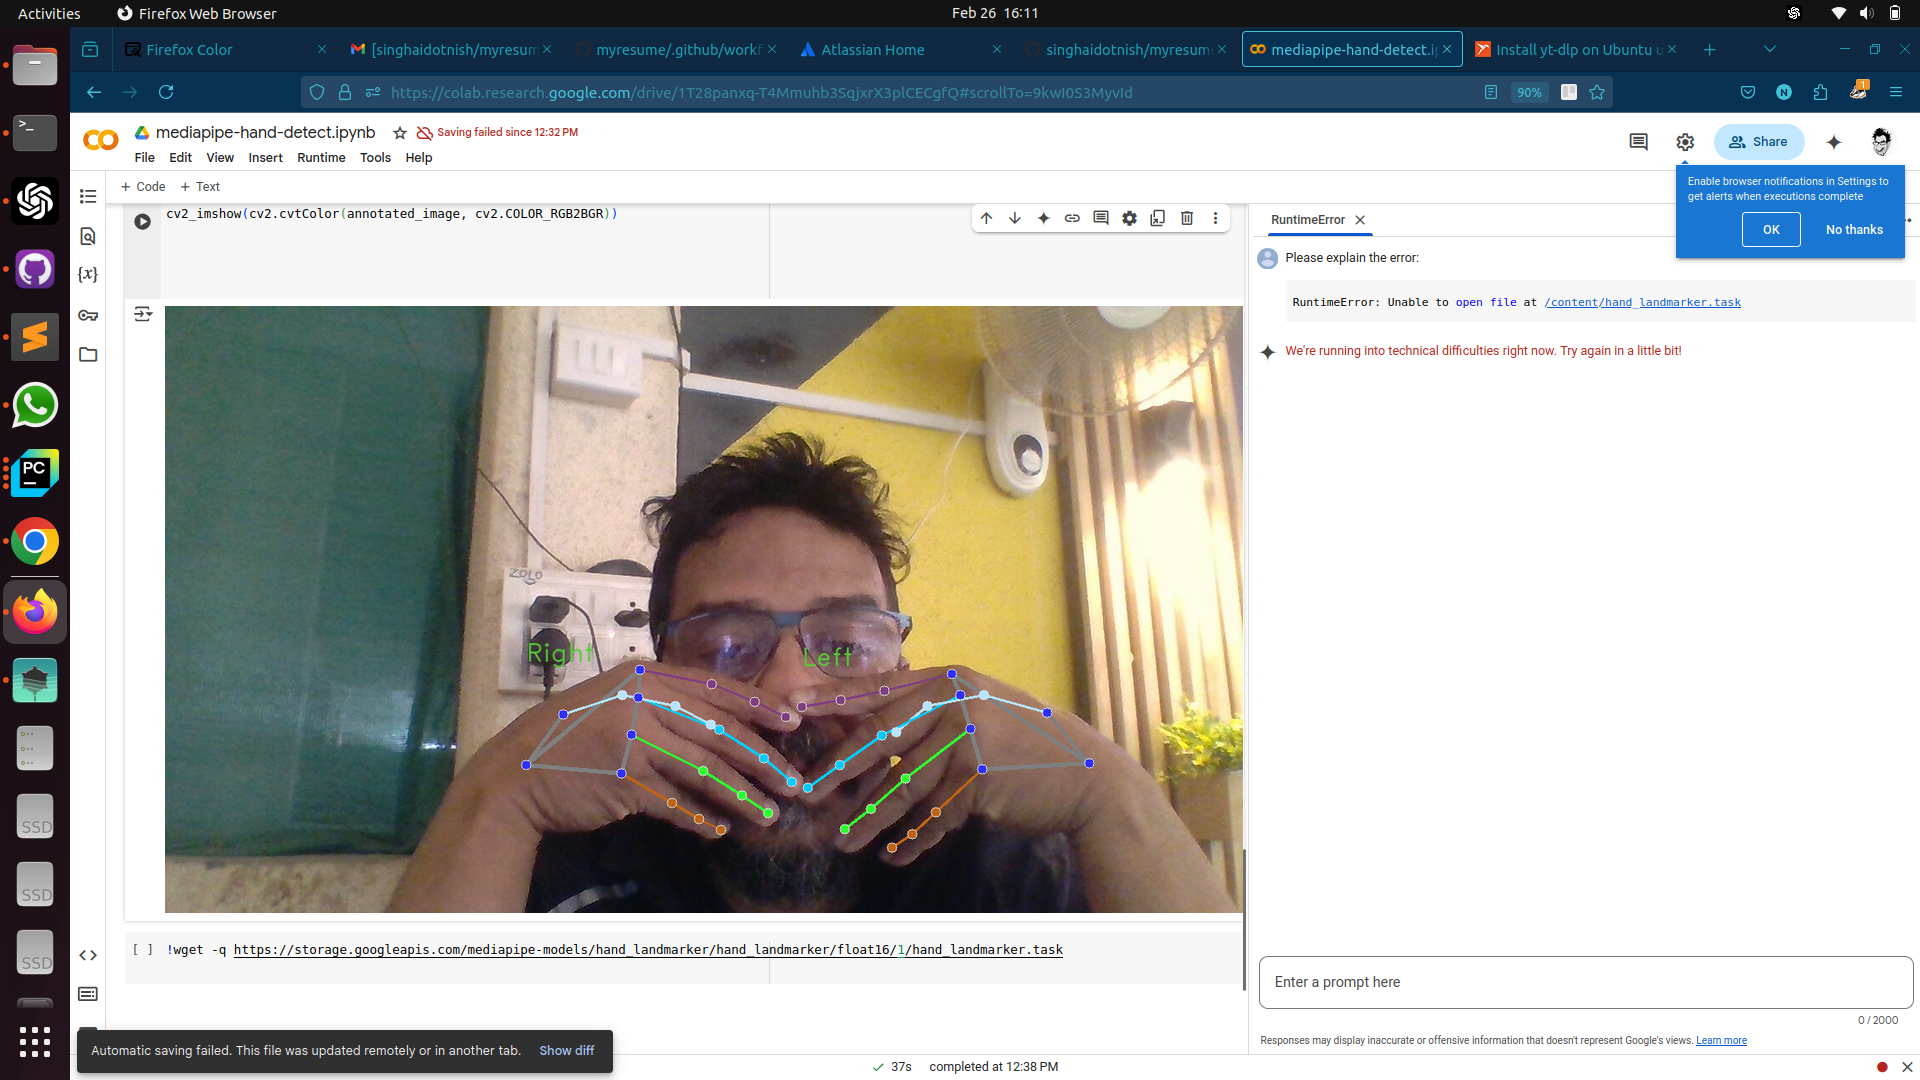 Activities
Firefox Web Browser
Feb 26 16:11
Firefox Color
[singhaidotnish/myresum
myresume/.github/workf
Atlassian Home
singhaidotnish/myresume
mediapipe-hand-detect.i
Install yt-dlp on Ubuntu u
https://colab.research.google.com/drive/1T28panxq-T4Mmuhb3SqjxrX3plCECgfQ#scrollTo=9kwI0S3MyvId
90%
N
1
mediapipe-hand-detect.ipynb
Saving failed since 12:32 PM
File Edit View Insert Runtime Tools Help
Share
+ Code + Text
Enable browser notifications in Settings to
get alerts when executions complete
OK
No thanks
cv2_imshow(cv2.cvtColor(annotated_image, cv2.COLOR_RGB2BGR))
RuntimeError
Please explain the error:
RuntimeError: Unable to open file at /content/hand_landmarker.task
We're running into technical difficulties right now. Try again in a little bit!
{x}
PC
ZOLO
Right
Left
SSD
SSD
SSD
[ ] !wget -q https://storage.googleapis.com/mediapipe-models/hand_landmarker/hand_landmarker/float16/1/hand_landmarker.task
Enter a prompt here
0 / 2000
Responses may display inaccurate or offensive information that doesn't represent Google's views. Learn more
Automatic saving failed. This file was updated remotely or in another tab. Show diff
37s completed at 12:38 PM